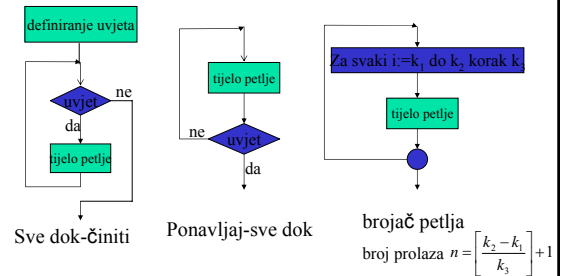 definiranje uvjeta
uvjet
ne
da
tijelo petlje
Sve dok-činiti
tijelo petlje
ne
uvjet
da
Ponavljaj-sve dok
Za svaki i:=k₁ do k₂ korak k₃
tijelo petlje
brojač petlja
broj prolaza n = [(k₂ − k₁) / k₃] + 1